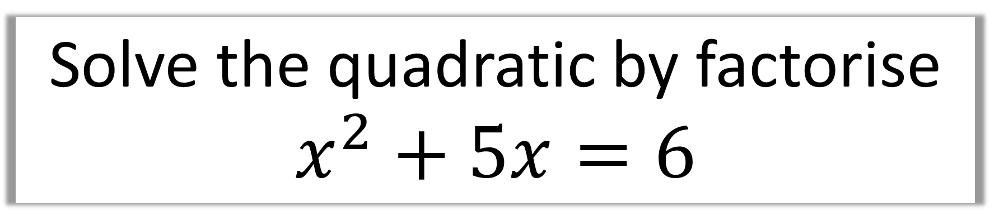 Solve the quadratic by factorise
x² + 5x = 6